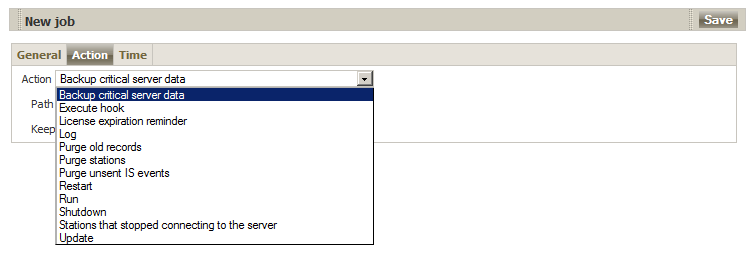 New job Save
General Action Time
Action Backup critical server data
Backup critical server data
Path Execute hook
License expiration reminder
Keep Log
Purge old records
Purge stations
Purge unsent IS events
Restart
Run
Shutdown
Stations that stopped connecting to the server
Update